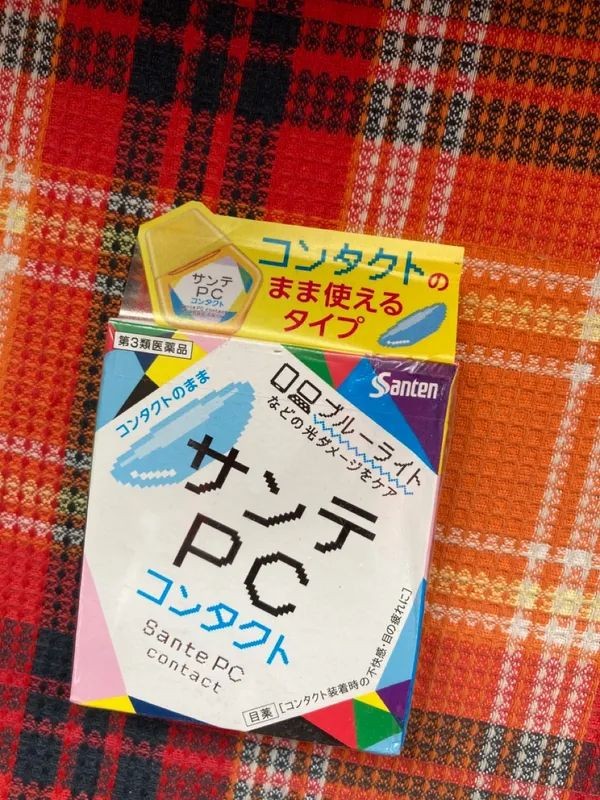 コンタクトの
まま使える
タイプ
サンテ
PC
コンタクト
第3類医薬品
Santen
コンタクトのまま
ブルーライト
などの光ダメージをケア
サンテ
PC
コンタクト
Sante PC
contact
目薬 [コンタクト装着時の不快感・目の疲れに]